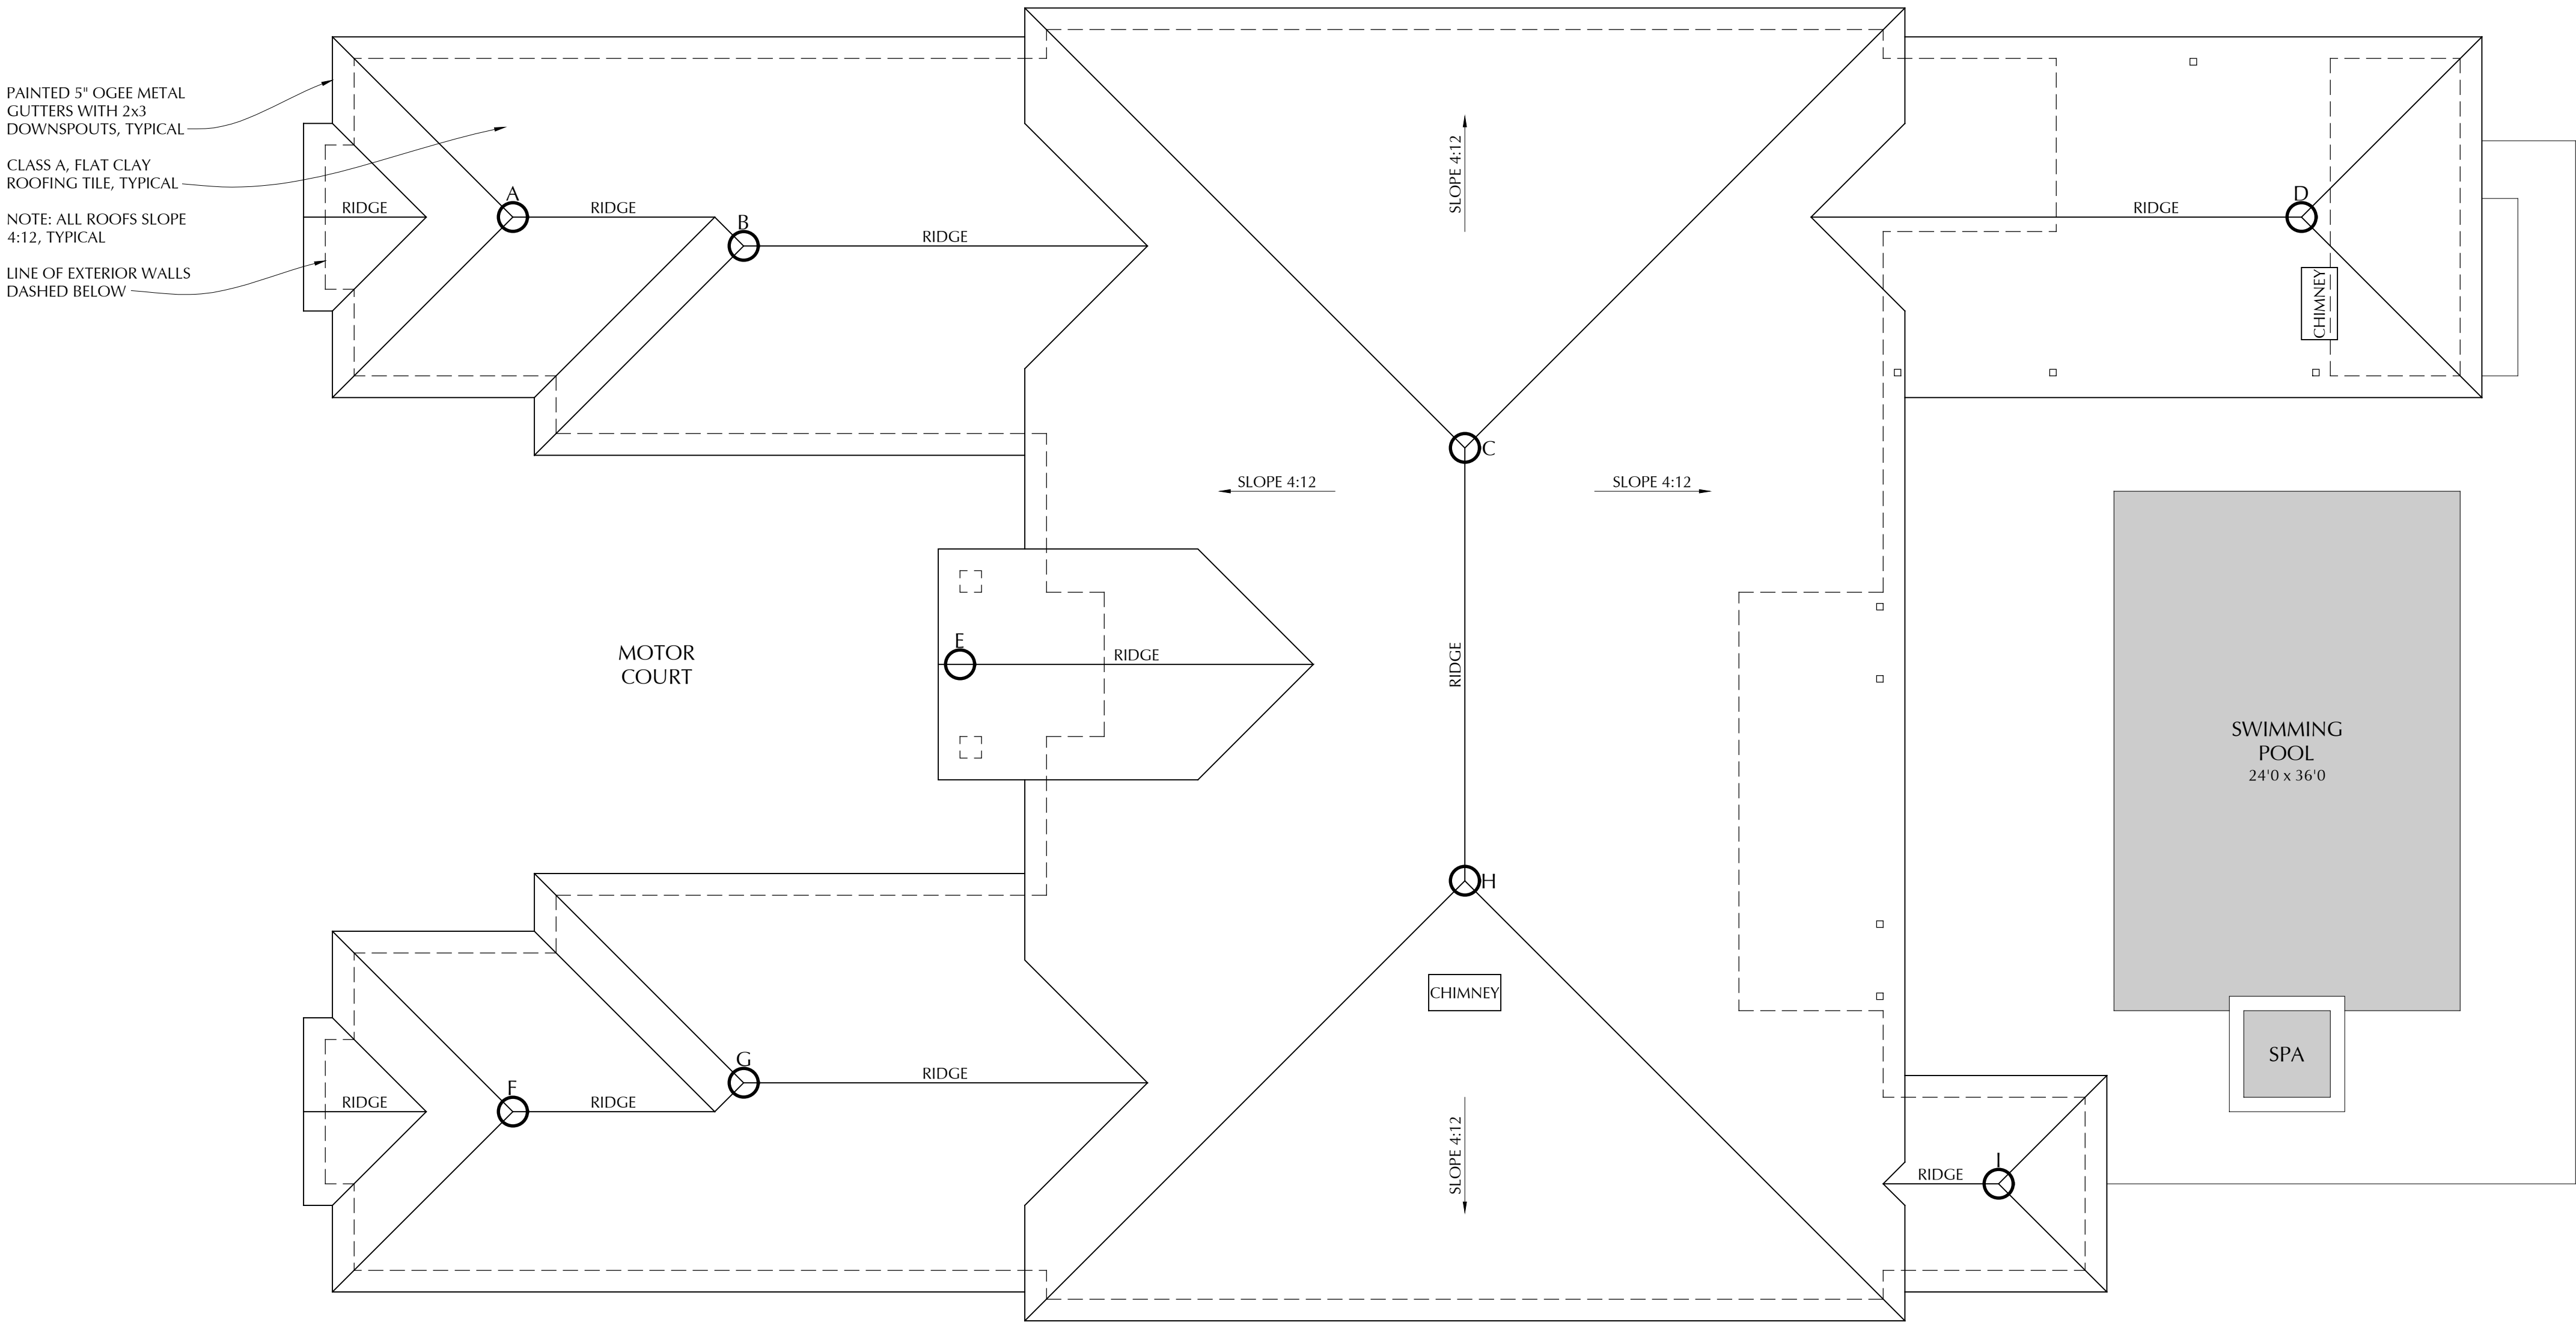 PAINTED 5" OGEE METAL
GUTTERS WITH 2x3
DOWNSPOUTS, TYPICAL
CLASS A, FLAT CLAY
ROOFING TILE, TYPICAL
NOTE: ALL ROOFS SLOPE
4:12, TYPICAL
LINE OF EXTERIOR WALLS
DASHED BELOW
RIDGE
A
RIDGE
B
RIDGE
SLOPE 4:12
RIDGE
D
CHIMNEY
C
SLOPE 4:12
SLOPE 4:12
MOTOR
COURT
E
RIDGE
RIDGE
SWIMMING
POOL
24'0 x 36'0
H
CHIMNEY
SPA
RIDGE
F
RIDGE
G
RIDGE
SLOPE 4:12
RIDGE
I